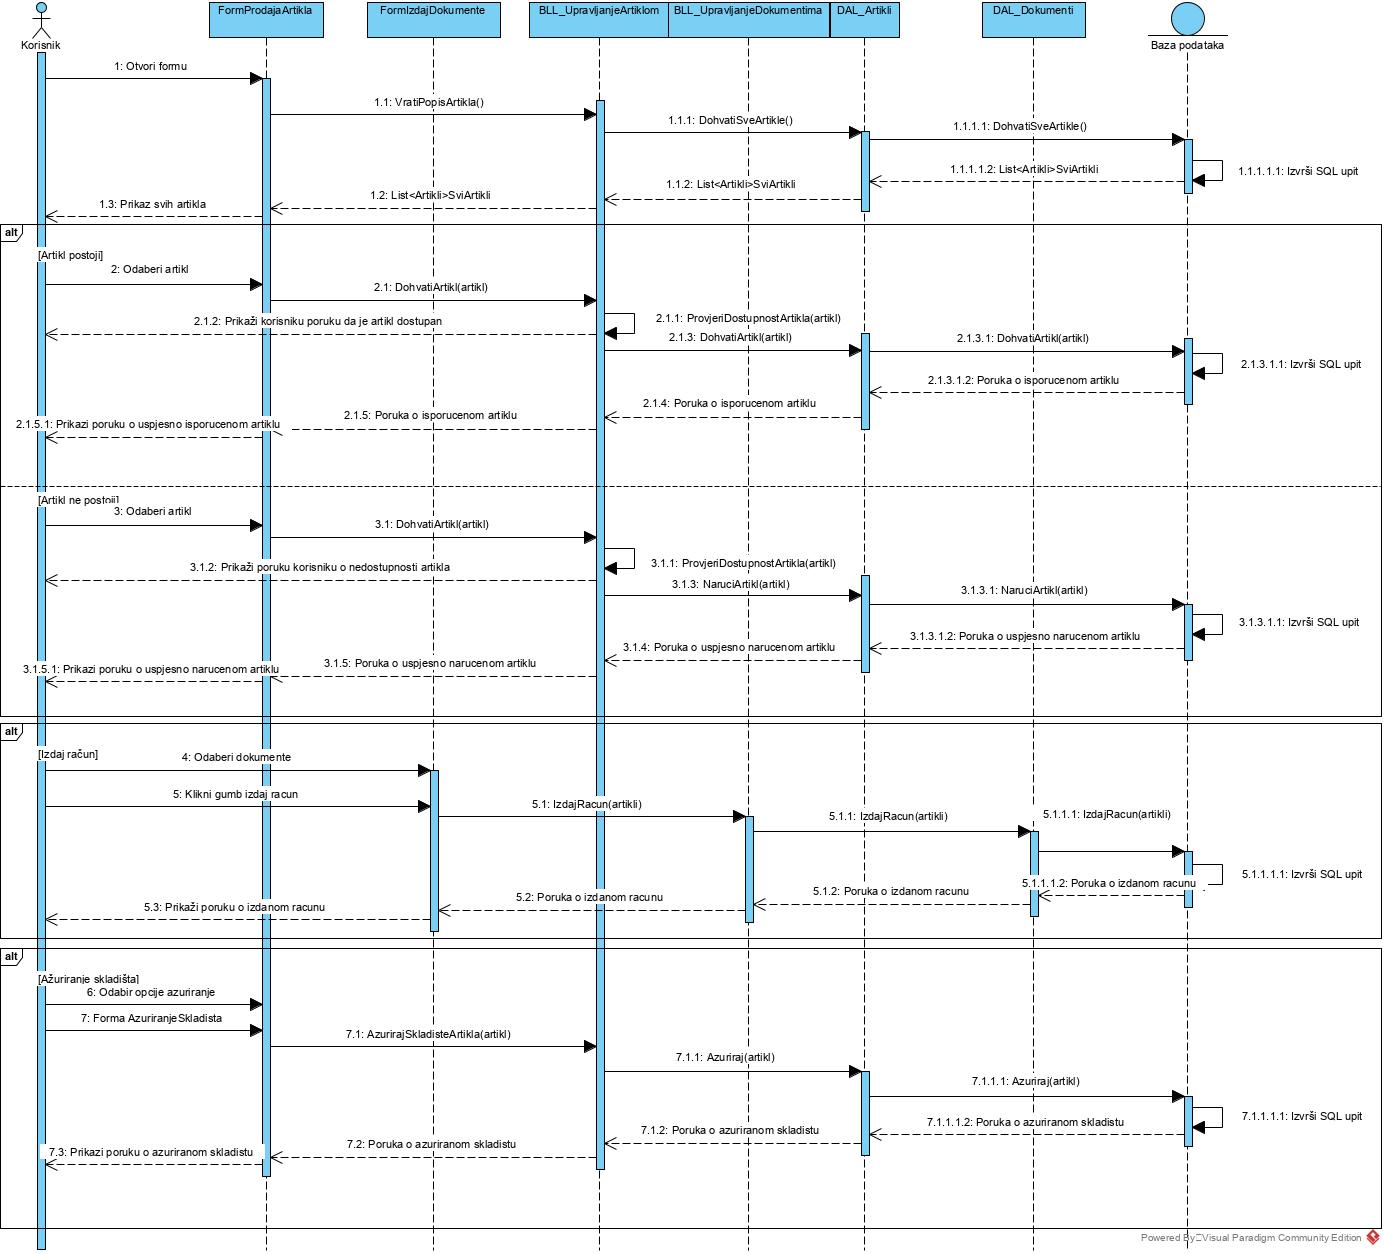 FormProdajaArtikla
FormIzdajDokumente
BLL_UpravljanjeArtiklom
BLL_UpravljanjeDokumentima
DAL_Artikli
DAL_Dokumenti
Korisnik
Baza podataka
1: Otvori formu
1.1: VratiPopisArtikla()
1.1.1: DohvatiSveArtikle()
1.1.1.1: DohvatiSveArtikle()
1.1.1.1.1: Izvrši SQL upit
1.1.1.1.2: List<Artikli>SviArtikli
1.1.2: List<Artikli>SviArtikli
1.2: List<Artikli>SviArtikli
1.3: Prikaz svih artikla
alt
[Artikl postoji]
2: Odaberi artikl
2.1: DohvatiArtikl(artikl)
2.1.1: ProvjeriDostupnostArtikla(artikl)
2.1.2: Prikaži korisniku poruku da je artikl dostupan
2.1.3: DohvatiArtikl(artikl)
2.1.3.1: DohvatiArtikl(artikl)
2.1.3.1.1: Izvrši SQL upit
2.1.3.1.2: Poruka o isporucenom artiklu
2.1.4: Poruka o isporucenom artiklu
2.1.5: Poruka o isporucenom artiklu
2.1.5.1: Prikazi poruku o uspjesno isporucenom artiklu
[Artikl ne postoji]
3: Odaberi artikl
3.1: DohvatiArtikl(artikl)
3.1.1: ProvjeriDostupnostArtikla(artikl)
3.1.2: Prikaži poruku korisniku o nedostupnosti artikla
3.1.3: NaruciArtikl(artikl)
3.1.3.1: NaruciArtikl(artikl)
3.1.3.1.1: Izvrši SQL upit
3.1.3.1.2: Poruka o uspjesno narucenom artiklu
3.1.4: Poruka o uspjesno narucenom artiklu
3.1.5: Poruka o uspjesno narucenom artiklu
3.1.5.1: Prikazi poruku o uspjesno narucenom artiklu
alt
[Izdaj račun]
4: Odaberi dokumente
5: Klikni gumb izdaj racun
5.1: IzdajRacun(artikli)
5.1.1: IzdajRacun(artikli)
5.1.1.1: IzdajRacun(artikli)
5.1.1.1.1: Izvrši SQL upit
5.1.1.1.2: Poruka o izdanom racunu
5.1.2: Poruka o izdanom racunu
5.2: Poruka o izdanom racunu
5.3: Prikaži poruku o izdanom racunu
alt
[Ažuriranje skladišta]
6: Odabir opcije azuriranje
7: Forma AzuriranjeSkladista
7.1: AzurirajSkladisteArtikla(artikl)
7.1.1: Azuriraj(artikl)
7.1.1.1: Azuriraj(artikl)
7.1.1.1.1: Izvrši SQL upit
7.1.1.1.2: Poruka o azuriranom skladistu
7.1.2: Poruka o azuriranom skladistu
7.2: Poruka o azuriranom skladistu
7.3: Prikazi poruku o azuriranom skladistu
Powered By Visual Paradigm Community Edition